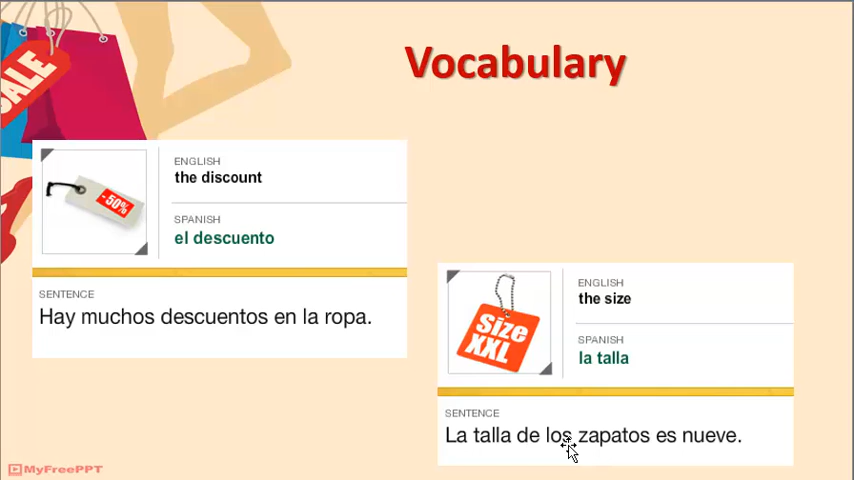 Vocabulary
SALE
ENGLISH
the discount
- 50%
SPANISH
el descuento
SENTENCE
Hay muchos descuentos en la ropa.
ENGLISH
the size
Size
XXL
SPANISH
la talla
SENTENCE
La talla de los zapatos es nueve.
MyFreePPT